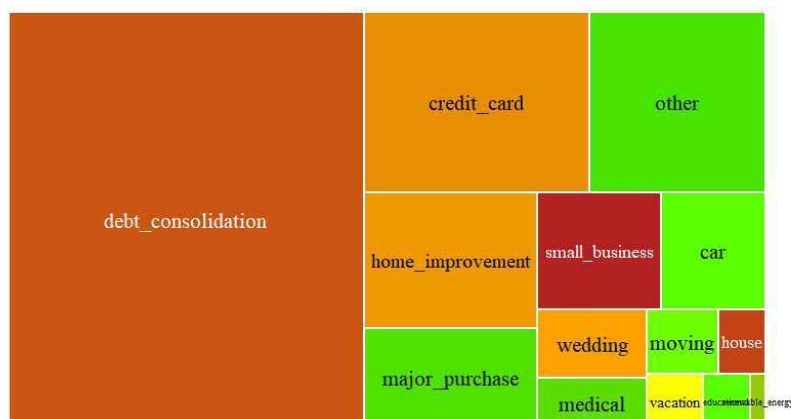 credit_card
other
debt_consolidation
home_improvement
small_business
car
wedding
moving
house
major_purchase
medical
vacation